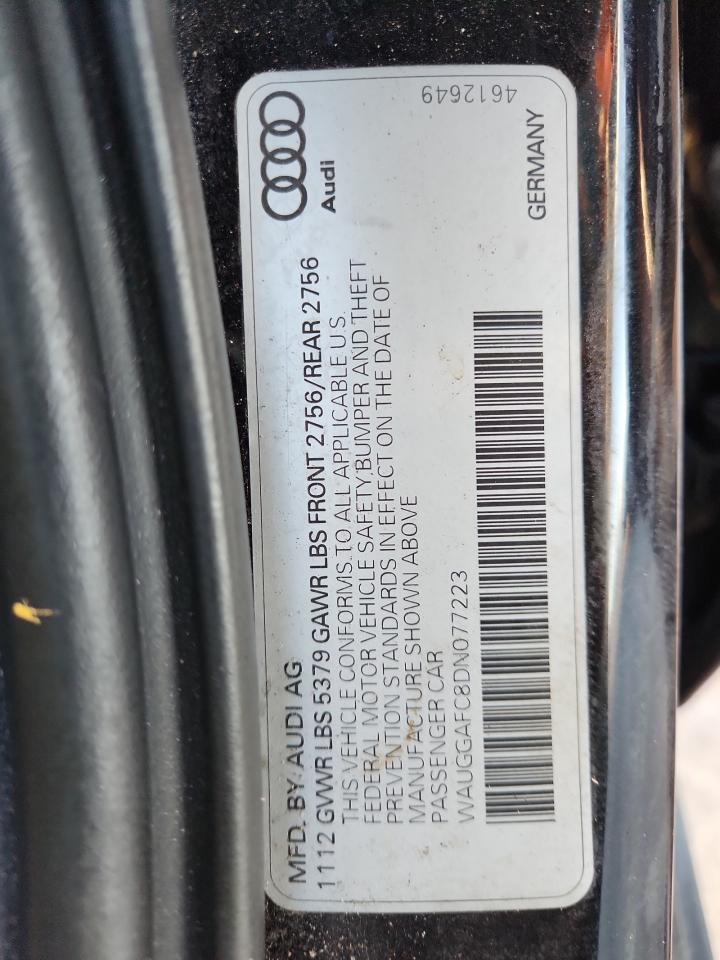 Audi
MFD. BY: AUDI AG
1112 GVWR LBS 5379 GAWR LBS FRONT 2756/REAR 2756
THIS VEHICLE CONFORMS TO ALL APPLICABLE U.S.
FEDERAL MOTOR VEHICLE SAFETY,BUMPER AND THEFT
PREVENTION STANDARDS IN EFFECT ON THE DATE OF
MANUFACTURE SHOWN ABOVE
PASSENGER CAR
WAUGGAFC8DN077223
GERMANY
4612649